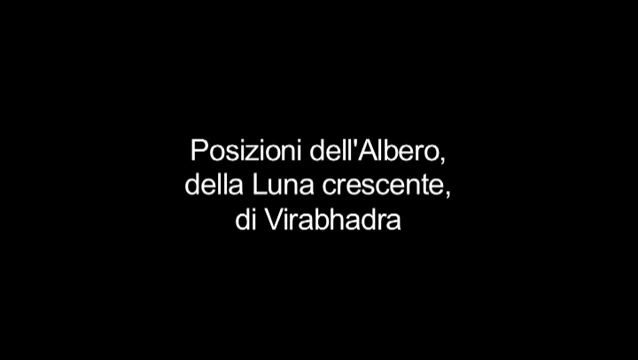 Posizioni dell'Albero,
della Luna crescente,
di Virabhadra